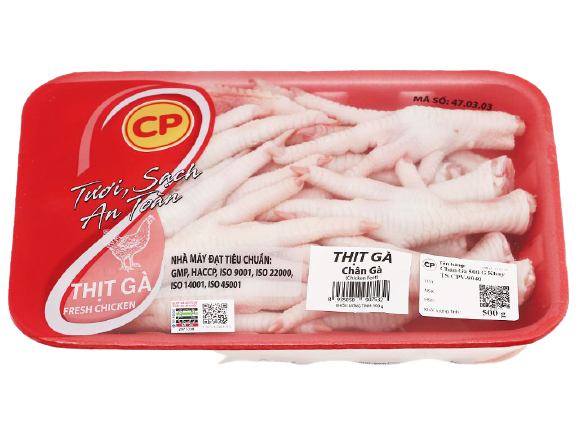 MÃ SỐ: 47.03.03
CP
Tươi, Sạch
An Toàn
THỊT GÀ
FRESH CHICKEN
NHÀ MÁY ĐẠT TIÊU CHUẨN:
GMP, HACCP, ISO 9001, ISO 22000,
ISO 14001, ISO 45001
THỊT GÀ
Chân Gà
(Chicken Feet)
CP
Chân Gà 500 G Khay
500 g